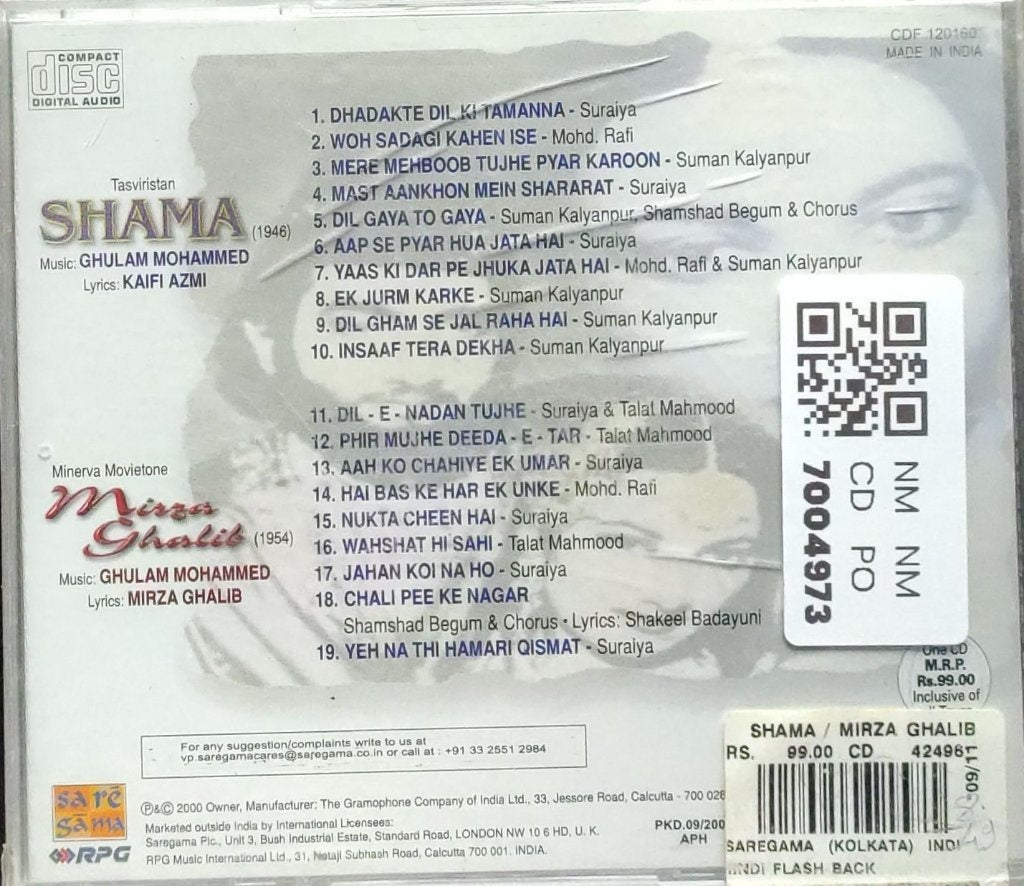 COMPACT
disc
DIGITAL AUDIO
CDF 120160
MADE IN INDIA
1. DHADAKTE DIL KI TAMANNA - Suraiya
2. WOH SADAGI KAHEN ISE - Mohd. Rafi
3. MERE MEHBOOB TUJHE PYAR KAROON - Suman Kalyanpur
4. MAST AANKHON MEIN SHARARAT - Suraiya
5. DIL GAYA TO GAYA - Suman Kalyanpur, Shamshad Begum & Chorus
6. AAP SE PYAR HUA JATA HAI - Suraiya
7. YAAS KI DAR PE JHUKA JATA HAI - Mohd. Rafi & Suman Kalyanpur
8. EK JURM KARKE - Suman Kalyanpur
9. DIL GHAM SE JAL RAHA HAI - Suman Kalyanpur
10. INSAAF TERA DEKHA - Suman Kalyanpur
Tasviristan
SHAMA (1946)
Music: GHULAM MOHAMMED
Lyrics: KAIFI AZMI
11. DIL - E - NADAN TUJHE - Suraiya & Talat Mahmood
12. PHIR MUJHE DEEDA - E - TAR - Talat Mahmood
13. AAH KO CHAHIYE EK UMAR - Suraiya
14. HAI BAS KE HAR EK UNKE - Mohd. Rafi
15. NUKTA CHEEN HAI - Suraiya
16. WAHSHAT HI SAHI - Talat Mahmood
17. JAHAN KOI NA HO - Suraiya
18. CHALI PEE KE NAGAR
Shamshad Begum & Chorus • Lyrics: Shakeel Badayuni
19. YEH NA THI HAMARI QISMAT - Suraiya
Minerva Movietone
Mirza
Ghalib (1954)
Music: GHULAM MOHAMMED
Lyrics: MIRZA GHALIB
NM NM
CD PO
7004973
One CD
M.R.P.
Rs.99.00
Inclusive of
SHAMA / MIRZA GHALIB
RS. 99.00 CD 424961
09/11
SAREGAMA (KOLKATA)
FLASH BACK
For any suggestion/complaints write to us at
vp.saregamacares@saregama.co.in or call at : +91 33 2551 2984
sa rē
gama
RPG
Ⓟ&© 2000 Owner, Manufacturer: The Gramophone Company of India Ltd., 33, Jessore Road, Calcutta - 700 028
Marketed outside India by International Licensees:
Saregama Plc., Unit 3, Bush Industrial Estate, Standard Road, LONDON NW 10 6 HD, U. K.
RPG Music International Ltd., 31, Netaji Subhash Road, Calcutta 700 001. INDIA.
PKD.09/200
APH